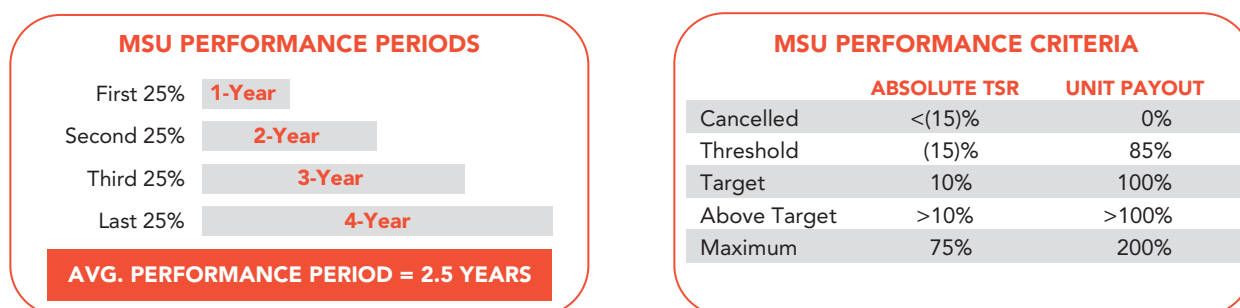 MSU PERFORMANCE PERIODS
First 25% 1-Year
Second 25% 2-Year
Third 25% 3-Year
Last 25% 4-Year
AVG. PERFORMANCE PERIOD = 2.5 YEARS
MSU PERFORMANCE CRITERIA
ABSOLUTE TSR UNIT PAYOUT
Cancelled <(15)% 0%
Threshold (15)% 85%
Target 10% 100%
Above Target >10% >100%
Maximum 75% 200%